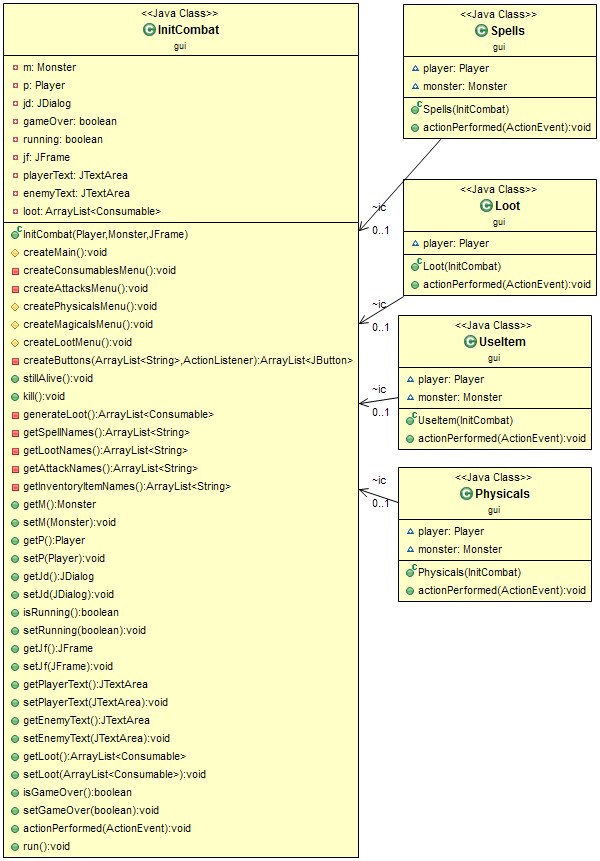 <<Java Class>>
InitCombat
gui
m: Monster
p: Player
jd: JDialog
gameOver: boolean
running: boolean
jf: JFrame
playerText: JTextArea
enemyText: JTextArea
loot: ArrayList<Consumable>
InitCombat(Player,Monster,JFrame)
createMain():void
createConsumablesMenu():void
createAttacksMenu():void
createPhysicalsMenu():void
createMagicalsMenu():void
createLootMenu():void
createButtons(ArrayList<String>,ActionListener):ArrayList<JButton>
stillAlive():void
kill():void
generateLoot():ArrayList<Consumable>
getSpellNames():ArrayList<String>
getLootNames():ArrayList<String>
getAttackNames():ArrayList<String>
getInventoryItemNames():ArrayList<String>
getM():Monster
setM(Monster):void
getP():Player
setP(Player):void
getJd():JDialog
setJd(JDialog):void
isRunning():boolean
setRunning(boolean):void
getJf():JFrame
setJf(JFrame):void
getPlayerText():JTextArea
setPlayerText(JTextArea):void
getEnemyText():JTextArea
setEnemyText(JTextArea):void
getLoot():ArrayList<Consumable>
setLoot(ArrayList<Consumable>):void
isGameOver():boolean
setGameOver(boolean):void
actionPerformed(ActionEvent):void
run():void
<<Java Class>>
Spells
gui
player: Player
monster: Monster
Spells(InitCombat)
actionPerformed(ActionEvent):void
~ic
0..1
<<Java Class>>
Loot
gui
player: Player
Loot(InitCombat)
actionPerformed(ActionEvent):void
~ic
0..1
<<Java Class>>
UseItem
gui
player: Player
monster: Monster
UseItem(InitCombat)
actionPerformed(ActionEvent):void
~ic
0..1
<<Java Class>>
Physicals
gui
player: Player
monster: Monster
Physicals(InitCombat)
actionPerformed(ActionEvent):void
~ic
0..1